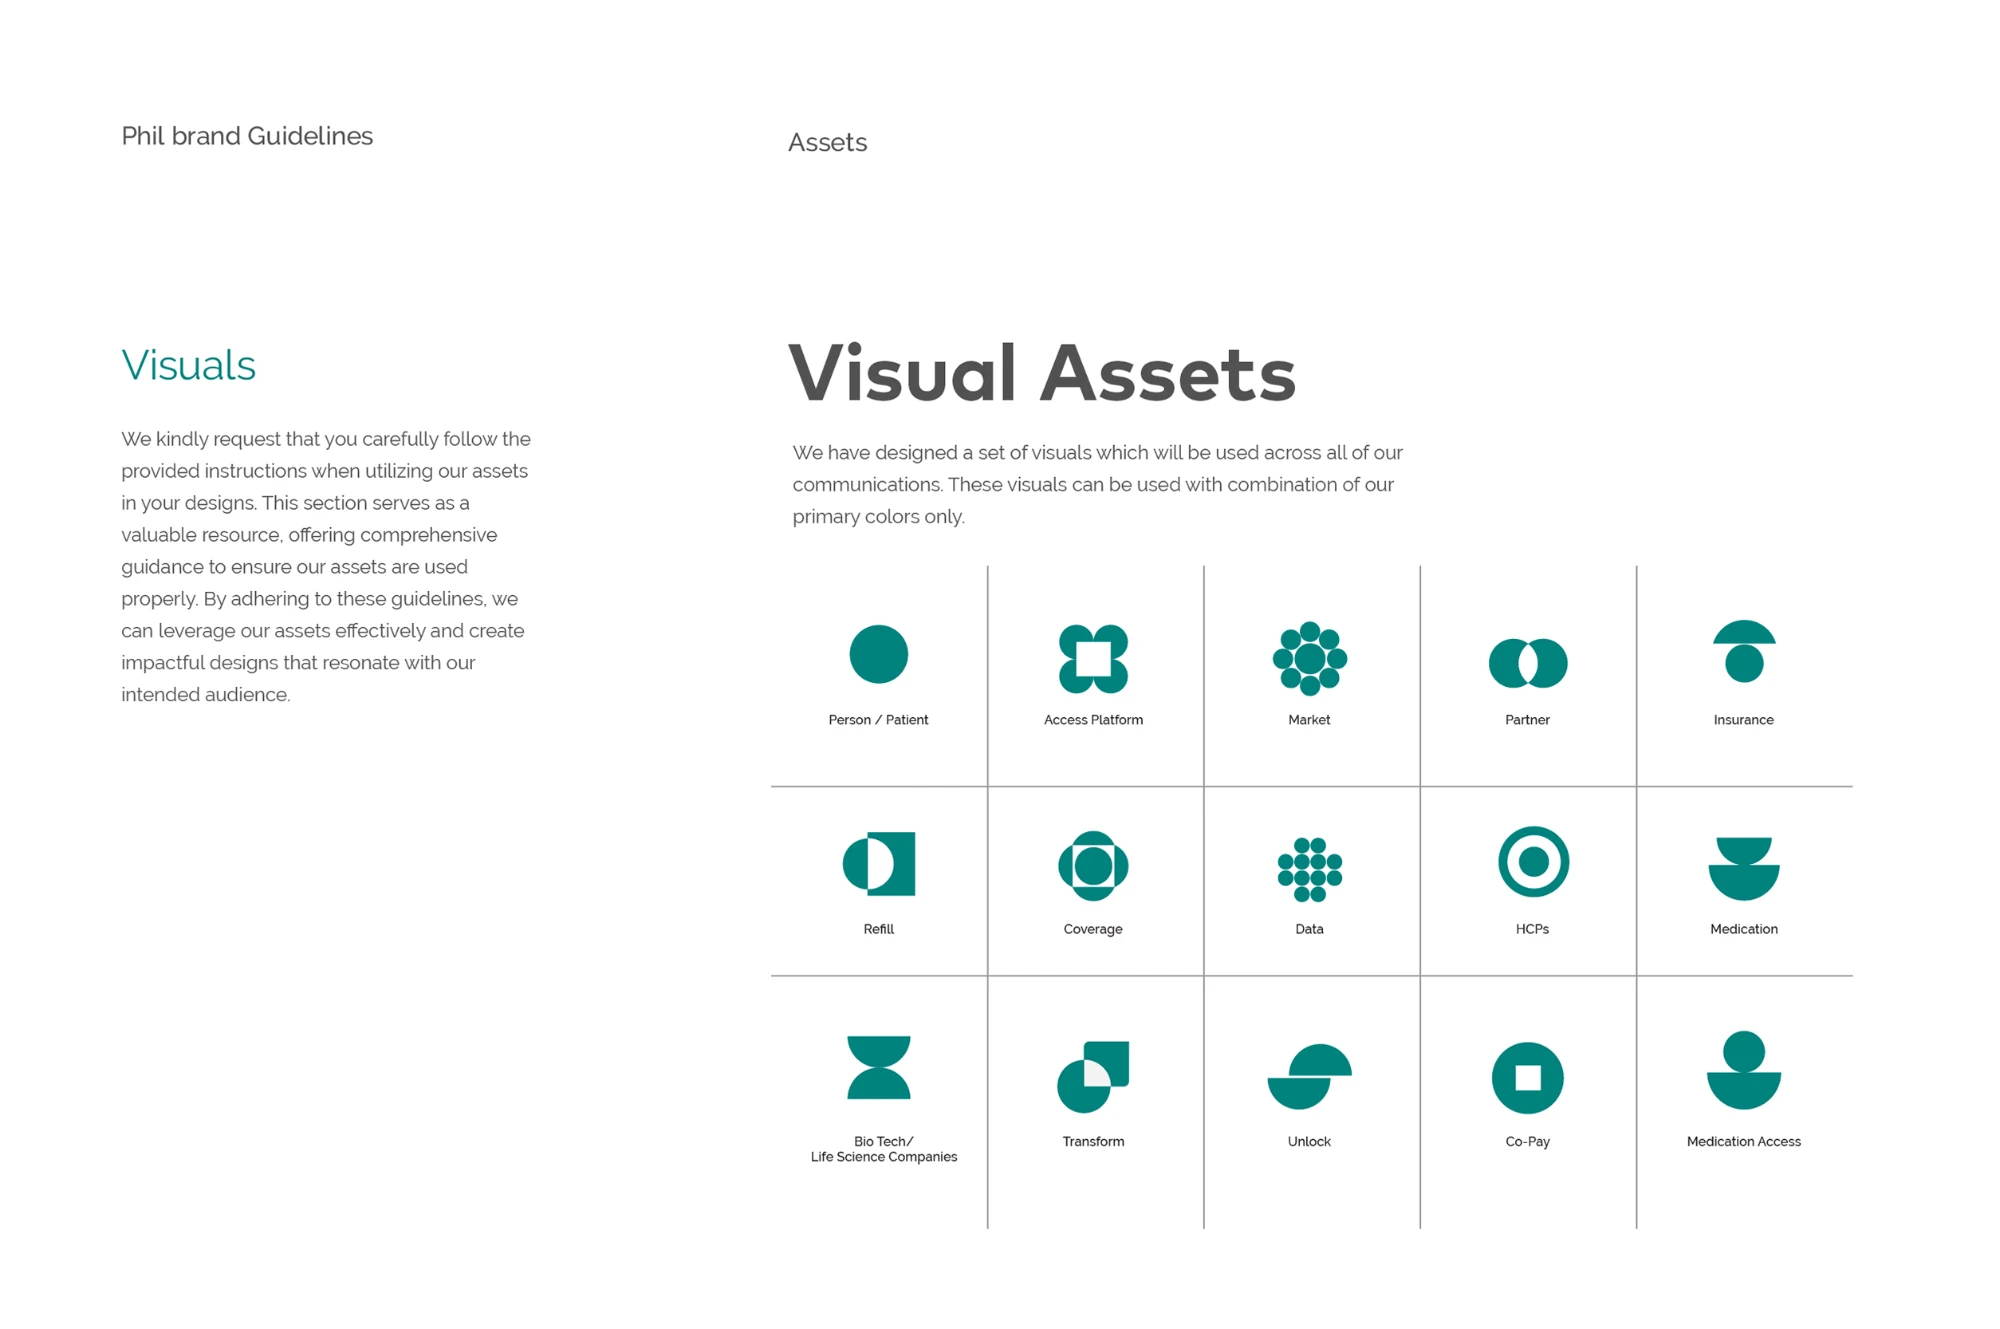 Phil brand Guidelines
Assets
Visuals
We kindly request that you carefully follow the
provided instructions when utilizing our assets
in your designs. This section serves as a
valuable resource, offering comprehensive
guidance to ensure our assets are used
properly. By adhering to these guidelines, we
can leverage our assets effectively and create
impactful designs that resonate with our
intended audience.
Visual Assets
We have designed a set of visuals which will be used across all of our
communications. These visuals can be used with combination of our
primary colors only.
Person / Patient
Access Platform
Market
Partner
Insurance
Refill
Coverage
Data
HCPs
Medication
Bio Tech/
Life Science Companies
Transform
Unlock
Co-Pay
Medication Access